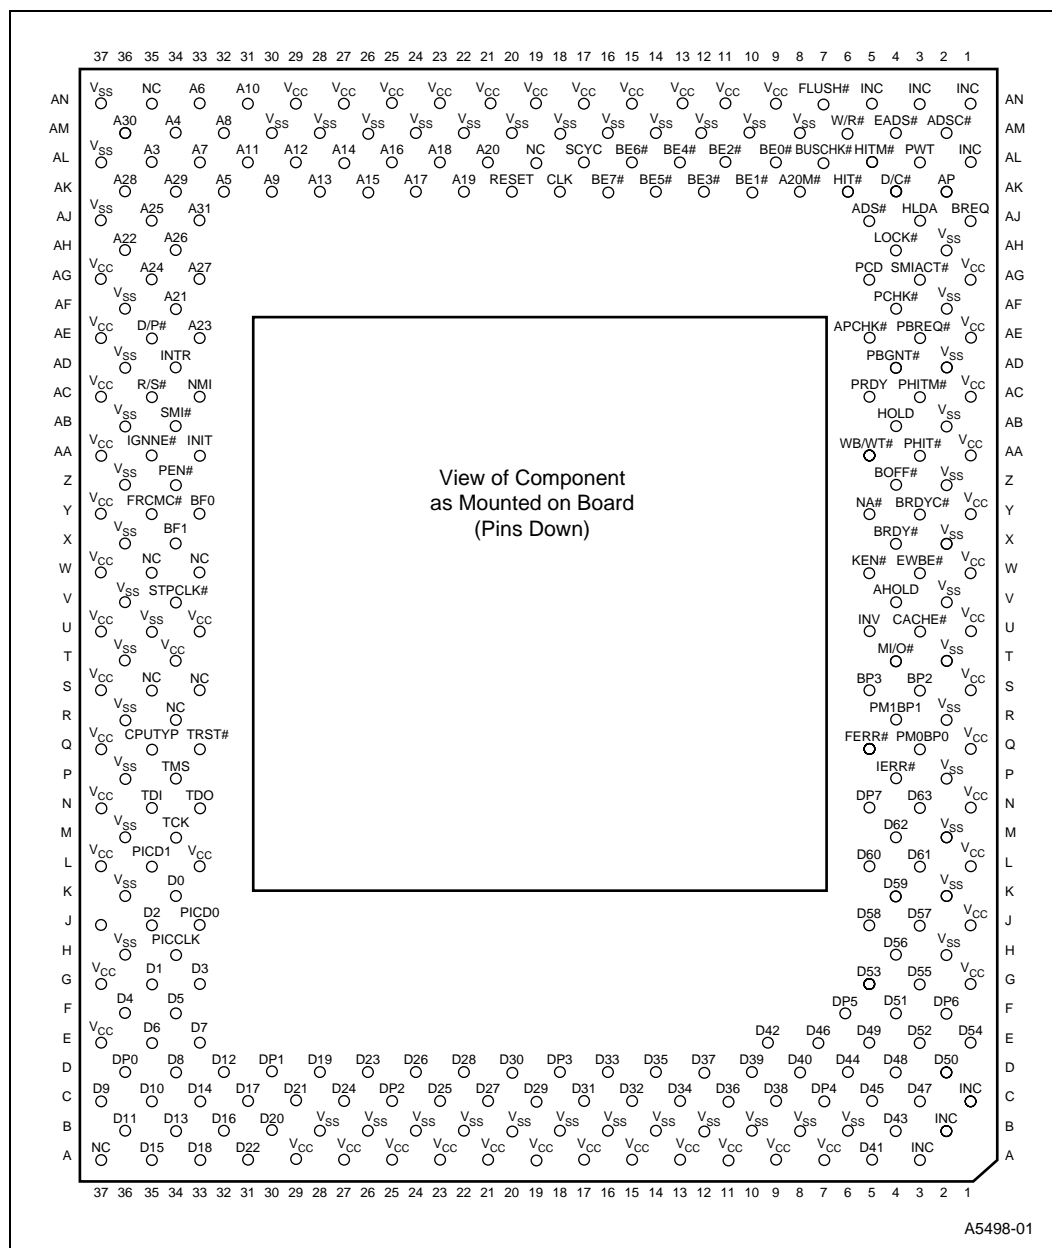 37 36 35 34 33 32 31 30 29 28 27 26 25 24 23 22 21 20 19 18 17 16 15 14 13 12 11 10 9 8 7 6 5 4 3 2 1
AN VSS NC A6 A10 VCC VCC VCC VCC VCC VCC VCC VCC VCC VCC VCC FLUSH# INC INC INC AN
AM A30 A4 A8 VSS VSS VSS VSS VSS VSS VSS VSS VSS VSS VSS VSS W/R# EADS# ADSC# AM
AL VSS A3 A7 A11 A12 A14 A16 A18 A20 NC SCYC BE6# BE4# BE2# BE0# BUSCHK# HITM# PWT INC AL
AK A28 A29 A5 A9 A13 A15 A17 A19 RESET CLK BE7# BE5# BE3# BE1# A20M# HIT# D/C# AP AK
AJ VSS A25 A31 ADS# HLDA BREQ AJ
AH A22 A26 LOCK# VSS AH
AG VCC A24 A27 PCD SMIACT# VCC AG
AF VSS A21 PCHK# VSS AF
AE VCC D/P# A23 APCHK# PBREQ# VCC AE
AD VSS INTR PBGNT# VSS AD
AC VCC R/S# NMI PRDY PHITM# VCC AC
AB VSS SMI# HOLD VSS AB
AA VCC IGNNE# INIT WB/WT# PHIT# VCC AA
Z VSS PEN# BOFF# VSS Z
View of Component
as Mounted on Board
(Pins Down)
Y VCC FRCMC# BF0 NA# BRDYC# VCC Y
X VSS BF1 BRDY# VSS X
W VCC NC NC KEN# EWBE# VCC W
V VSS STPCLK# AHOLD VSS V
U VCC VSS VCC INV CACHE# VCC U
T VSS VCC MI/O# VSS T
S VCC NC NC BP3 BP2 VCC S
R VSS NC PM1BP1 VSS R
Q VCC CPUTYP TRST# FERR# PM0BP0 VCC Q
P VSS TMS IERR# VSS P
N VCC TDI TDO DP7 D63 VCC N
M VSS TCK D62 VSS M
L VCC PICD1 VCC D60 D61 VCC L
K VSS D0 D59 VSS K
J D2 PICD0 D58 D57 VCC J
H VSS PICCLK D56 VSS H
G VCC D1 D3 D53 D55 VCC G
F D4 D5 DP5 D51 DP6 F
E VCC D6 D7 D42 D46 D49 D52 D54 E
D DP0 D8 D12 DP1 D19 D23 D26 D28 D30 DP3 D33 D35 D37 D39 D40 D44 D48 D50 D
C D9 D10 D14 D17 D21 D24 DP2 D25 D27 D29 D31 D32 D34 D36 D38 DP4 D45 D47 INC C
B D11 D13 D16 D20 VSS VSS VSS VSS VSS VSS VSS VSS VSS VSS VSS VSS D43 INC B
A NC D15 D18 D22 VCC VCC VCC VCC VCC VCC VCC VCC VCC VCC VCC VCC D41 INC A
37 36 35 34 33 32 31 30 29 28 27 26 25 24 23 22 21 20 19 18 17 16 15 14 13 12 11 10 9 8 7 6 5 4 3 2 1
A5498-01